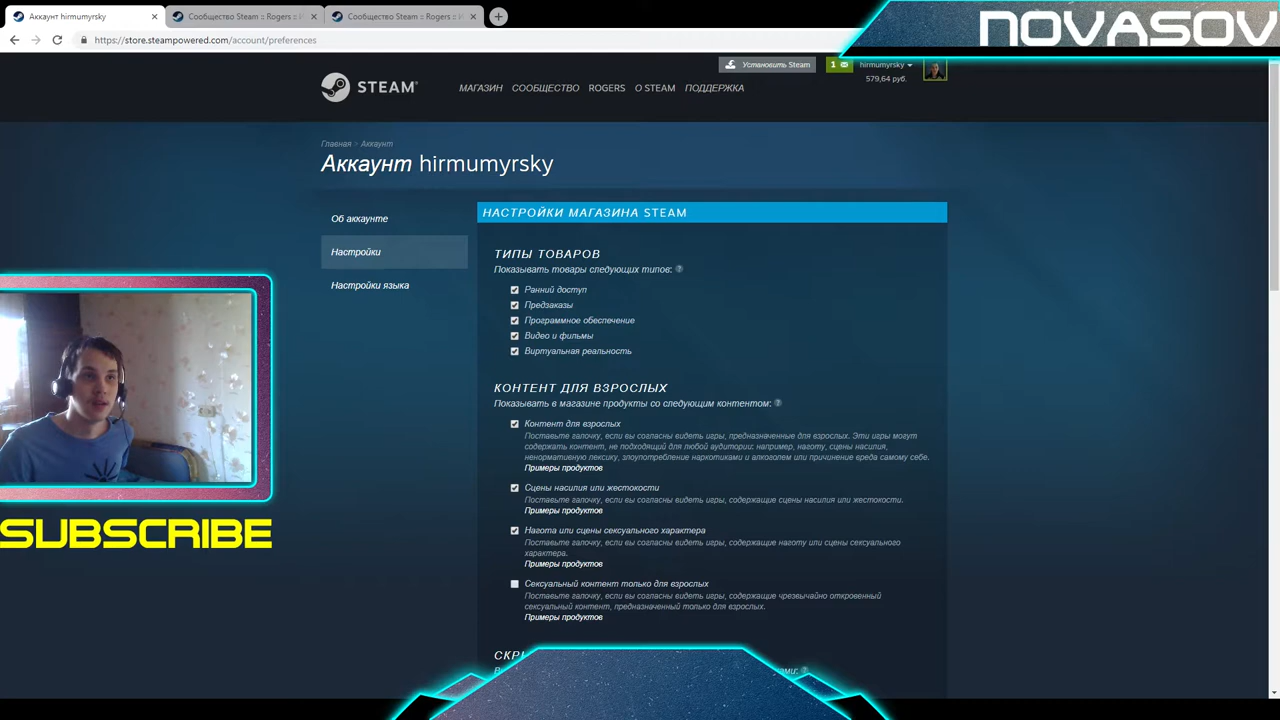 Аккаунт hirmumyrsky
Сообщество Steam :: Rogers :: И
Сообщество Steam :: Rogers :: И
https://store.steampowered.com/account/preferences
NOVASOV
Установить Steam
1
hirmumyrsky
579,64 руб.
STEAM
МАГАЗИН СООБЩЕСТВО ROGERS О STEAM ПОДДЕРЖКА
Главная > Аккаунт
Аккаунт hirmumyrsky
Об аккаунте
Настройки
Настройки языка
НАСТРОЙКИ МАГАЗИНА STEAM
ТИПЫ ТОВАРОВ
Показывать товары следующих типов: ?
Ранний доступ
Предзаказы
Программное обеспечение
Видео и фильмы
Виртуальная реальность
КОНТЕНТ ДЛЯ ВЗРОСЛЫХ
Показывать в магазине продукты со следующим контентом: ?
Контент для взрослых
Поставьте галочку, если вы согласны видеть игры, предназначенные для взрослых. Эти игры могут
содержать контент, не подходящий для любой аудитории: например, наготу, сцены насилия,
ненормативную лексику, злоупотребление наркотиками и алкоголем или причинение вреда самому себе.
Примеры продуктов
Сцены насилия или жестокости
Поставьте галочку, если вы согласны видеть игры, содержащие сцены насилия или жестокости.
Примеры продуктов
Нагота или сцены сексуального характера
Поставьте галочку, если вы согласны видеть игры, содержащие наготу или сцены сексуального
характера.
Примеры продуктов
Сексуальный контент только для взрослых
Поставьте галочку, если вы согласны видеть игры, содержащие чрезвычайно откровенный
сексуальный контент, предназначенный только для взрослых.
Примеры продуктов
SUBSCRIBE